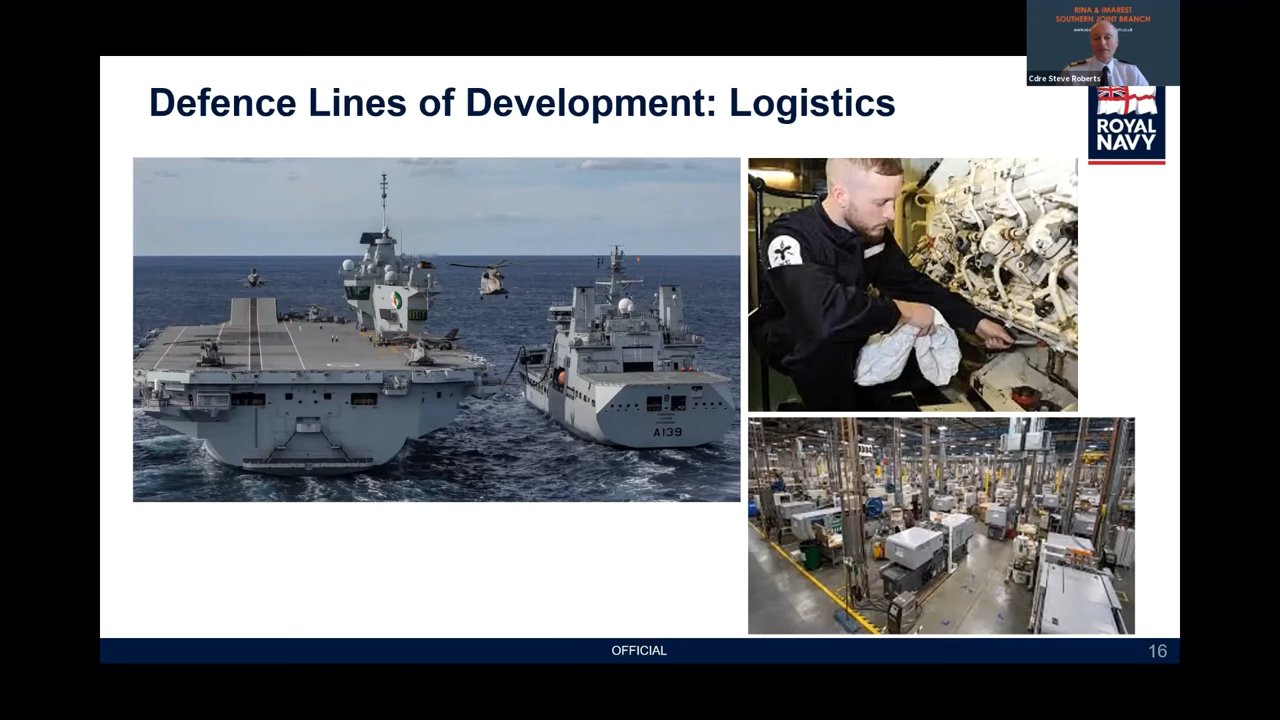 RINA & IMAREST
SOUTHERN JOINT BRANCH
Cdre Steve Roberts
Defence Lines of Development: Logistics
ROYAL
NAVY
A139
OFFICIAL
16